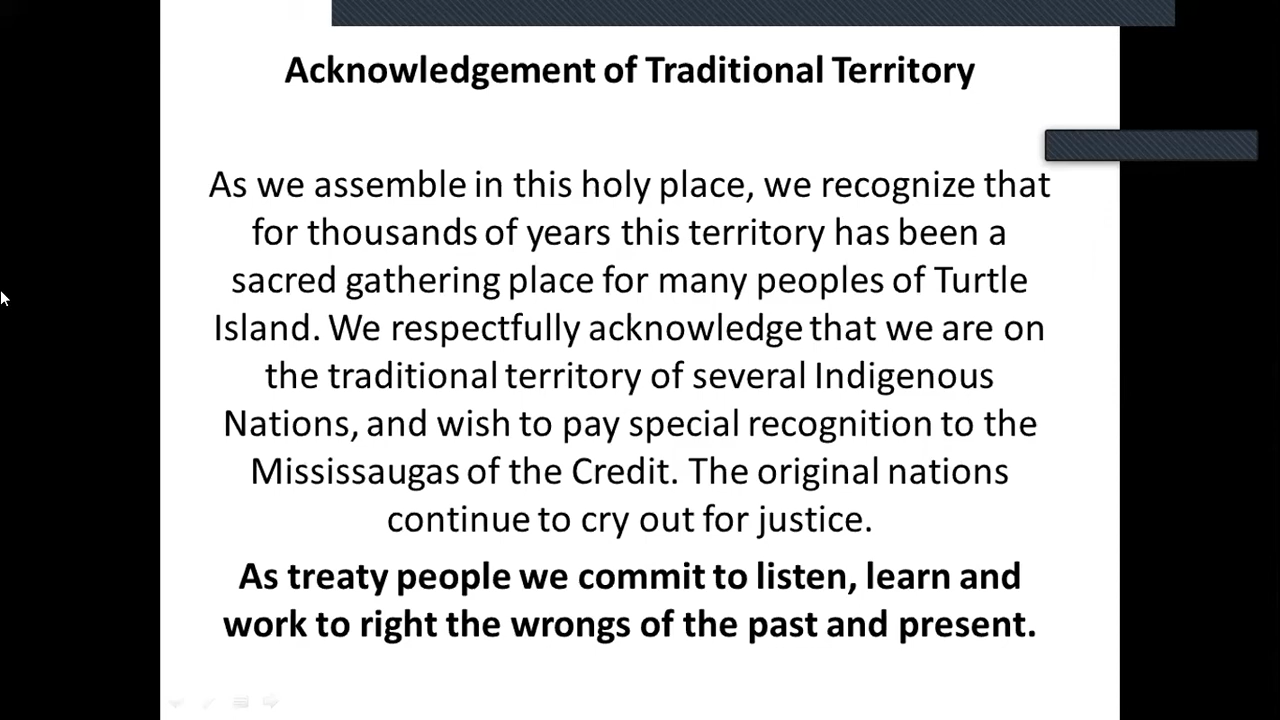 Acknowledgement of Traditional Territory
As we assemble in this holy place, we recognize that
for thousands of years this territory has been a
sacred gathering place for many peoples of Turtle
Island. We respectfully acknowledge that we are on
the traditional territory of several Indigenous
Nations, and wish to pay special recognition to the
Mississaugas of the Credit. The original nations
continue to cry out for justice.
As treaty people we commit to listen, learn and
work to right the wrongs of the past and present.